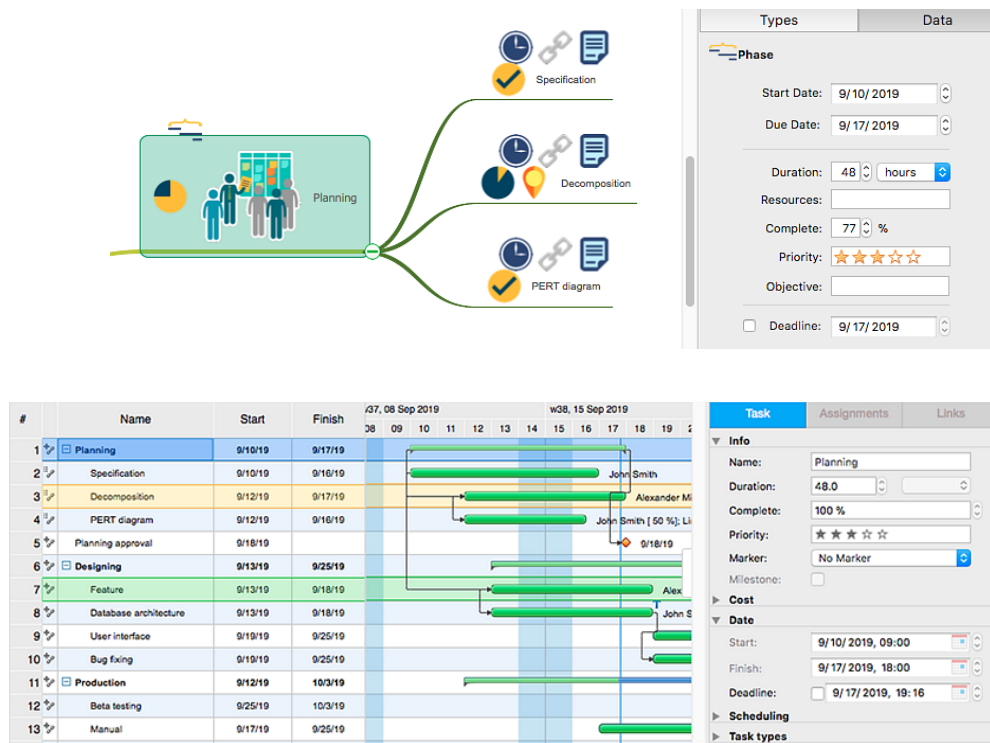 Types Data
Phase
Start Date: 9/10/2019
Due Date: 9/17/2019
Duration: 48 hours
Resources:
Complete: 77 %
Priority:
Objective:
Deadline: 9/17/2019
Specification
Planning
Decomposition
PERT diagram
# Name Start Finish w37, 08 Sep 2019 w38, 15 Sep 2019
08 09 10 11 12 13 14 15 16 17 18 19 2
1 Planning 9/10/19 9/17/19
2 Specification 9/10/19 9/16/19 John Smith
3 Decomposition 9/12/19 9/17/19 Alexander Mi
4 PERT diagram 9/12/19 9/16/19 John Smith [ 50 %]; Li
5 Planning approval 9/18/19 9/18/19
6 Designing 9/13/19 9/25/19
7 Feature 9/13/19 9/18/19 Alex
8 Database architecture 9/13/19 9/18/19 John S
9 User interface 9/19/19 9/25/19
10 Bug fixing 9/19/19 9/25/19
11 Production 9/12/19 10/3/19
12 Beta testing 9/25/19 10/3/19
13 Manual 9/17/19 9/25/19
Task Assignments Links
Info
Name: Planning
Duration: 48.0
Complete: 100 %
Priority:
Marker: No Marker
Milestone:
Cost
Date
Start: 9/10/2019, 09:00
Finish: 9/17/2019, 18:00
Deadline: 9/17/2019, 19:16
Scheduling
Task types